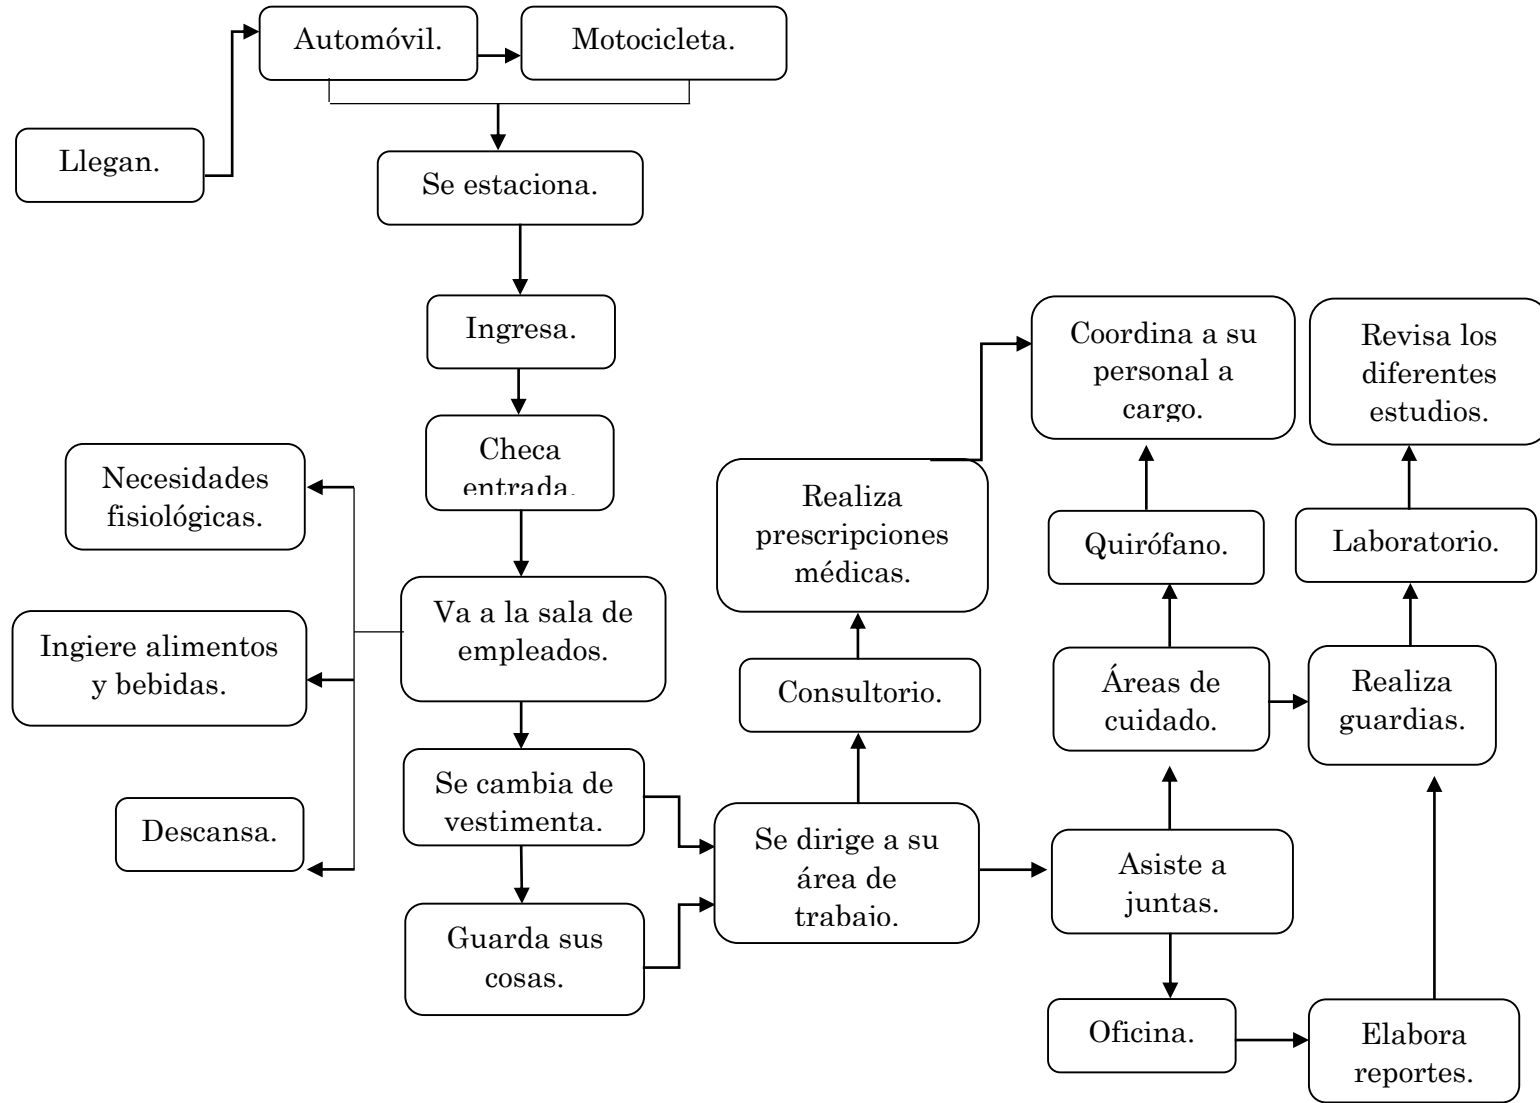 Automóvil.
Motocicleta.
Llegan.
Se estaciona.
Ingresa.
Checa
entrada.
Necesidades
fisiológicas.
Va a la sala de
empleados.
Ingiere alimentos
y bebidas.
Descansa.
Se cambia de
vestimenta.
Guarda sus
cosas.
Se dirige a su
área de
trabajo.
Consultorio.
Realiza
prescripciones
médicas.
Coordina a su
personal a
cargo.
Revisa los
diferentes
estudios.
Quirófano.
Laboratorio.
Áreas de
cuidado.
Realiza
guardias.
Asiste a
juntas.
Oficina.
Elabora
reportes.